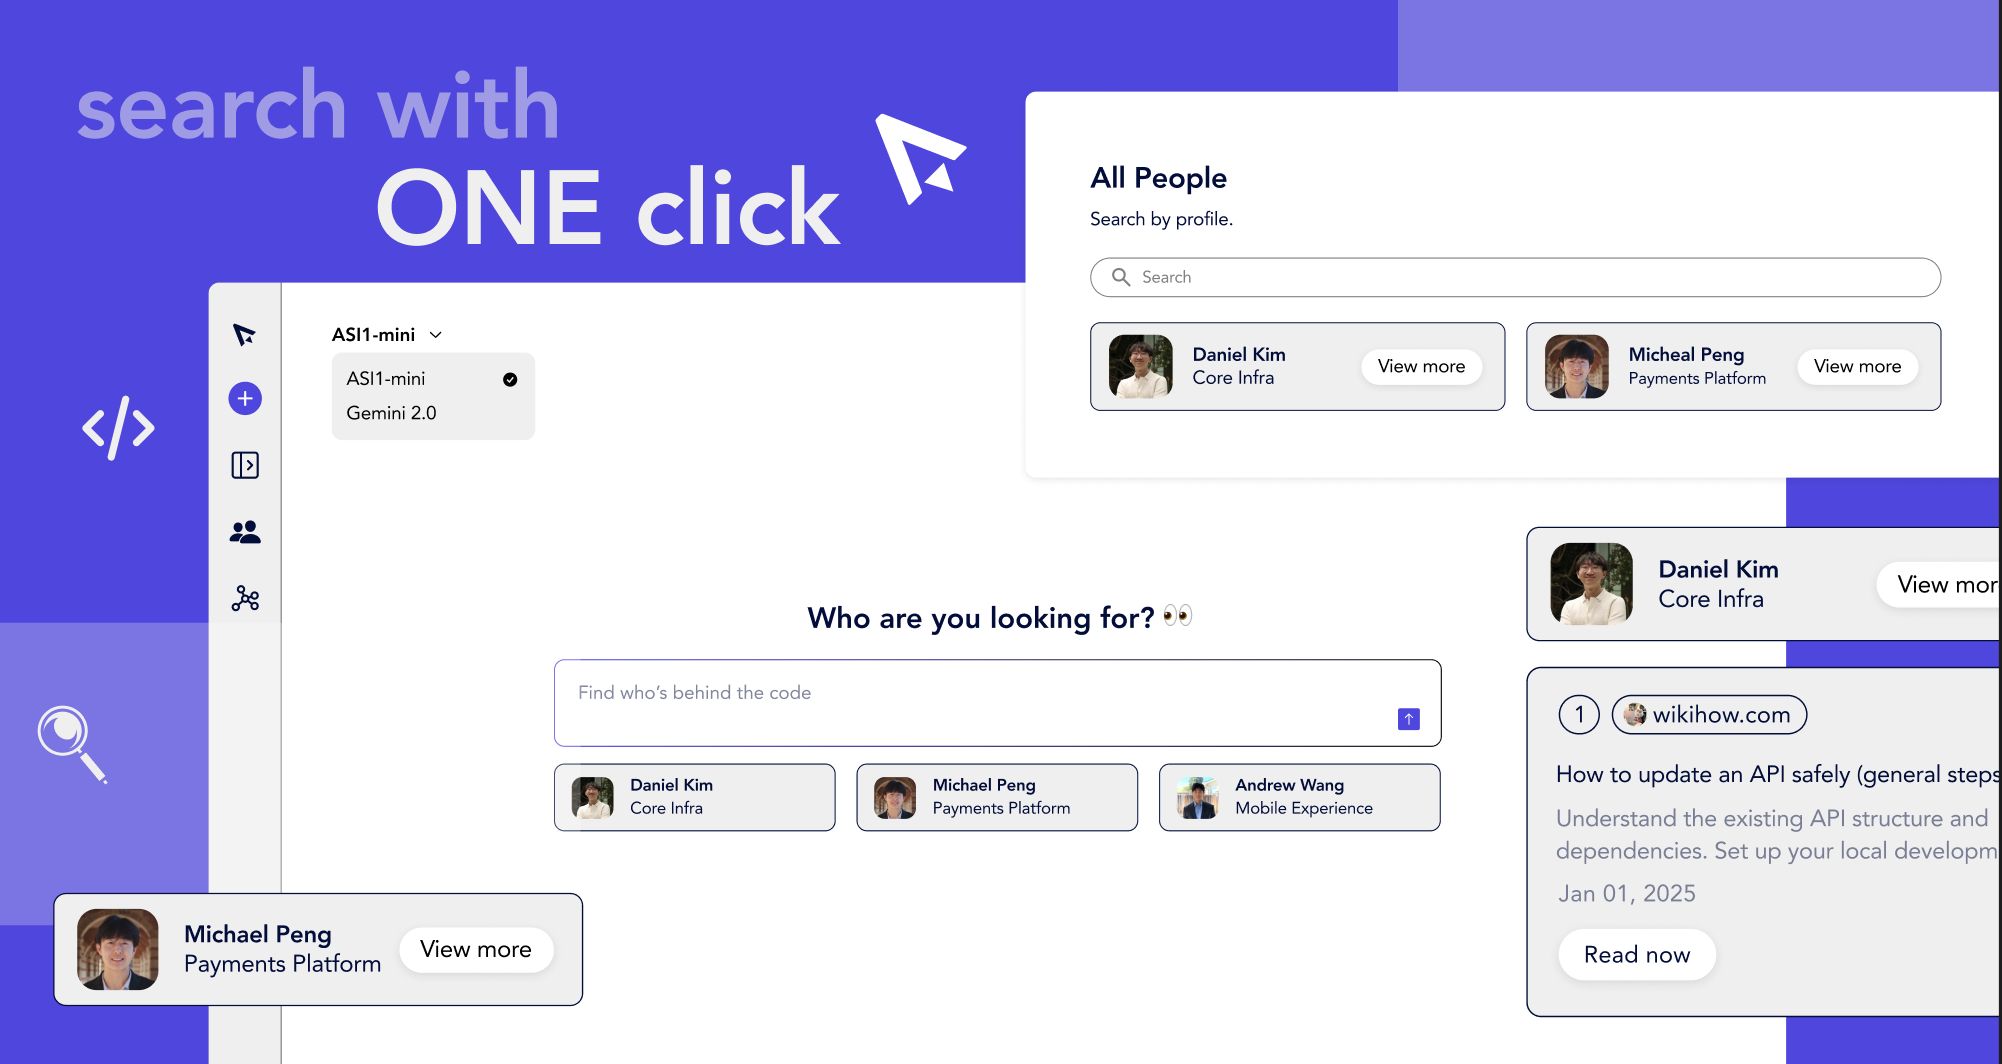 search with
ONE click
All People
Search by profile.
Search
Daniel Kim
Core Infra
View more
Micheal Peng
Payments Platform
View more
ASI1-mini
ASI1-mini
Gemini 2.0
Who are you looking for? 👀
Find who's behind the code
Daniel Kim
Core Infra
Michael Peng
Payments Platform
Andrew Wang
Mobile Experience
Daniel Kim
Core Infra
View mor
1 wikihow.com
How to update an API safely (general steps
Understand the existing API structure and
dependencies. Set up your local developm
Jan 01, 2025
Read now
Michael Peng
Payments Platform
View more